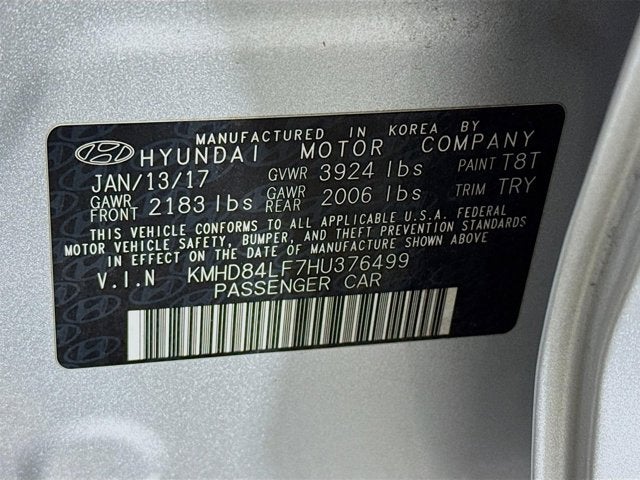 MANUFACTURED IN KOREA BY
HYUNDAI MOTOR COMPANY
JAN/13/17 GVWR 3924 lbs PAINT T8T
GAWR FRONT 2183 lbs GAWR REAR 2006 lbs TRIM TRY
THIS VEHICLE CONFORMS TO ALL APPLICABLE U.S.A. FEDERAL
MOTOR VEHICLE SAFETY, BUMPER, AND THEFT PREVENTION STANDARDS
IN EFFECT ON THE DATE OF MANUFACTURE SHOWN ABOVE.
V.I.N KMHD84LF7HU376499
PASSENGER CAR